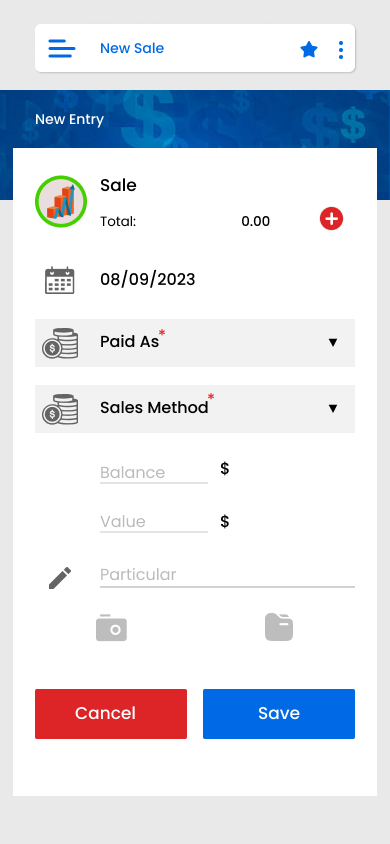 New Sale
New Entry
Sale
Total: 0.00
08/09/2023
Paid As*
Sales Method*
Balance $
Value $
Particular
Cancel Save